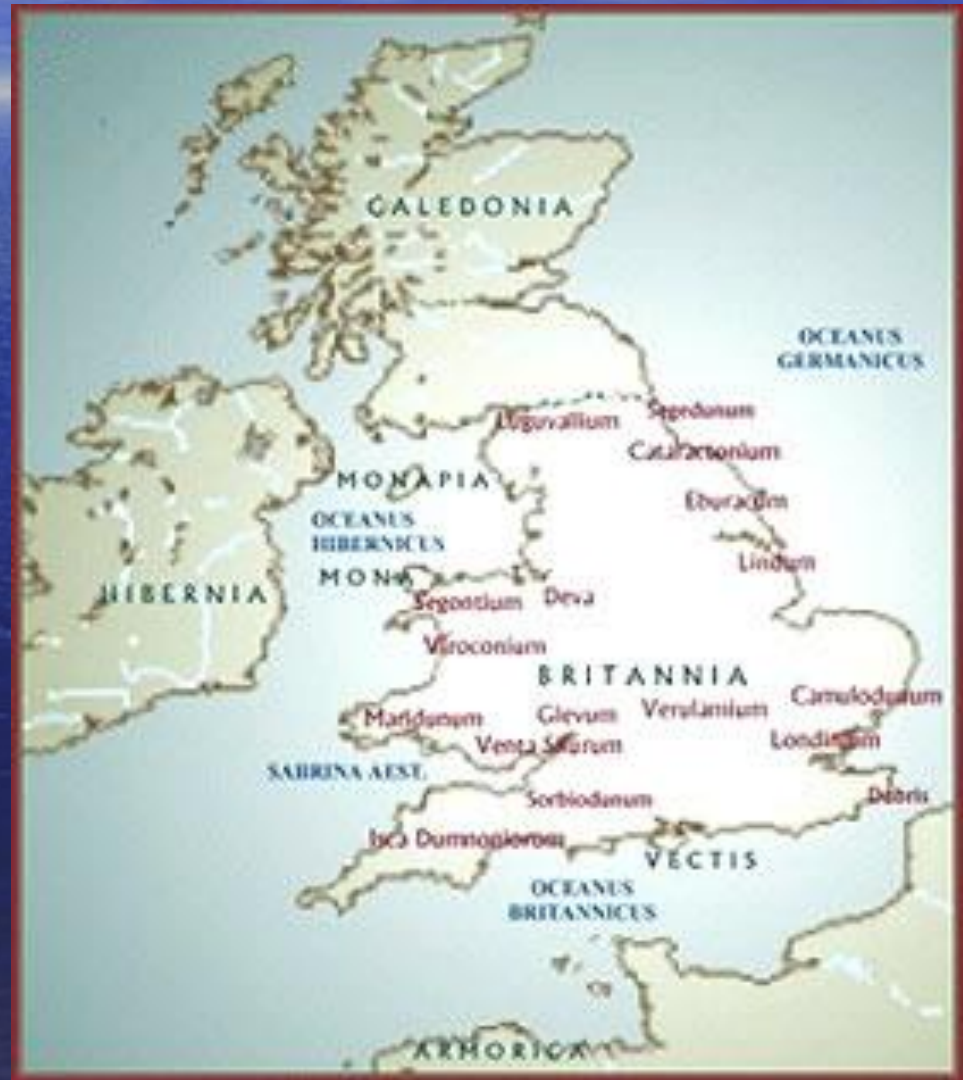 CALEDONIA
OCEANUS
GERMANICUS
Luguvallium
Segedunum
Cataractonium
MONAPIA
Eburacum
OCEANUS
HIBERNICUS
Lindum
MONA
HIBERNIA
Segontium
Deva
Viroconium
BRITANNIA
Camulodunum
Maridunum
Glevum
Verulamium
Venta Silurum
Londinium
SABRINA AEST.
Sorbiodunum
Dubris
Isca Dumnoniorum
VECTIS
OCEANUS
BRITANNICUS
ARMORICA